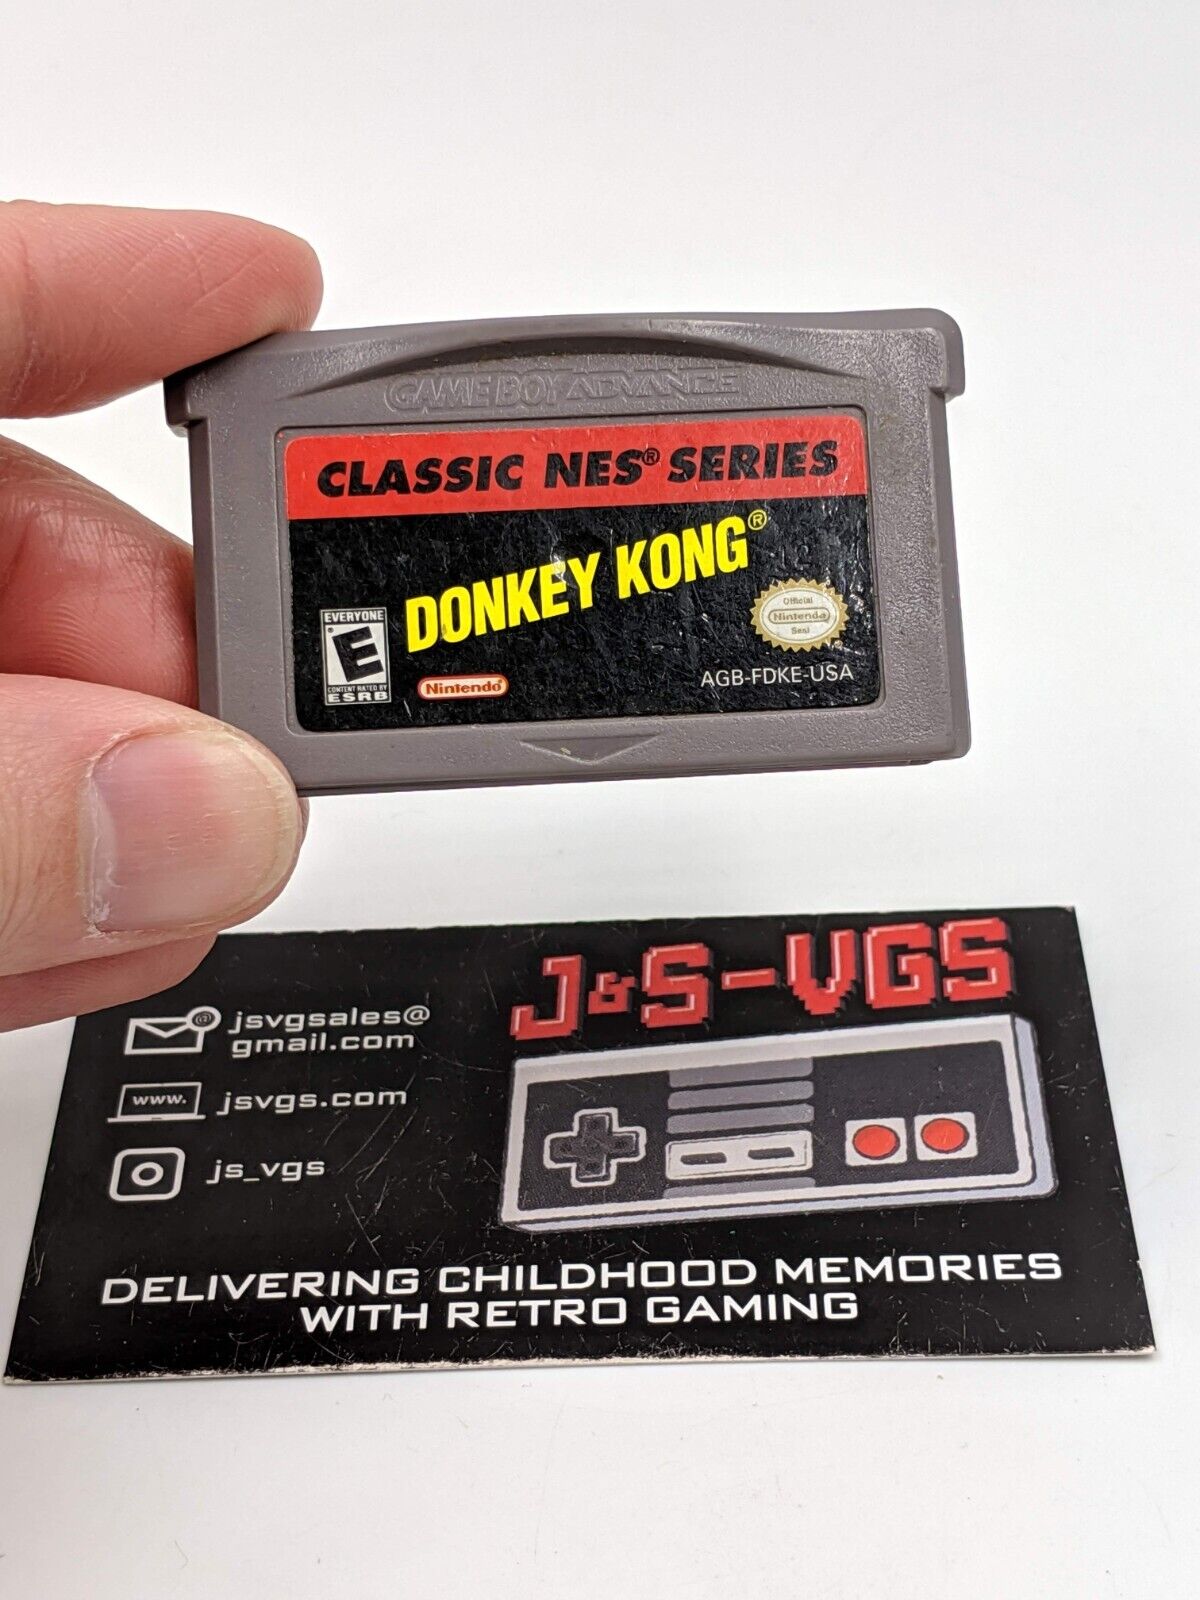 GAME BOY ADVANCE
CLASSIC NES® SERIES
DONKEY KONG®
EVERYONE
E
CONTENT RATED BY
ESRB
Nintendo®
Official
Nintendo
Seal
AGB-FDKE-USA
J&S-VGS
jsvgsales@
gmail.com
www.
jsvgs.com
js_vgs
DELIVERING CHILDHOOD MEMORIES
WITH RETRO GAMING